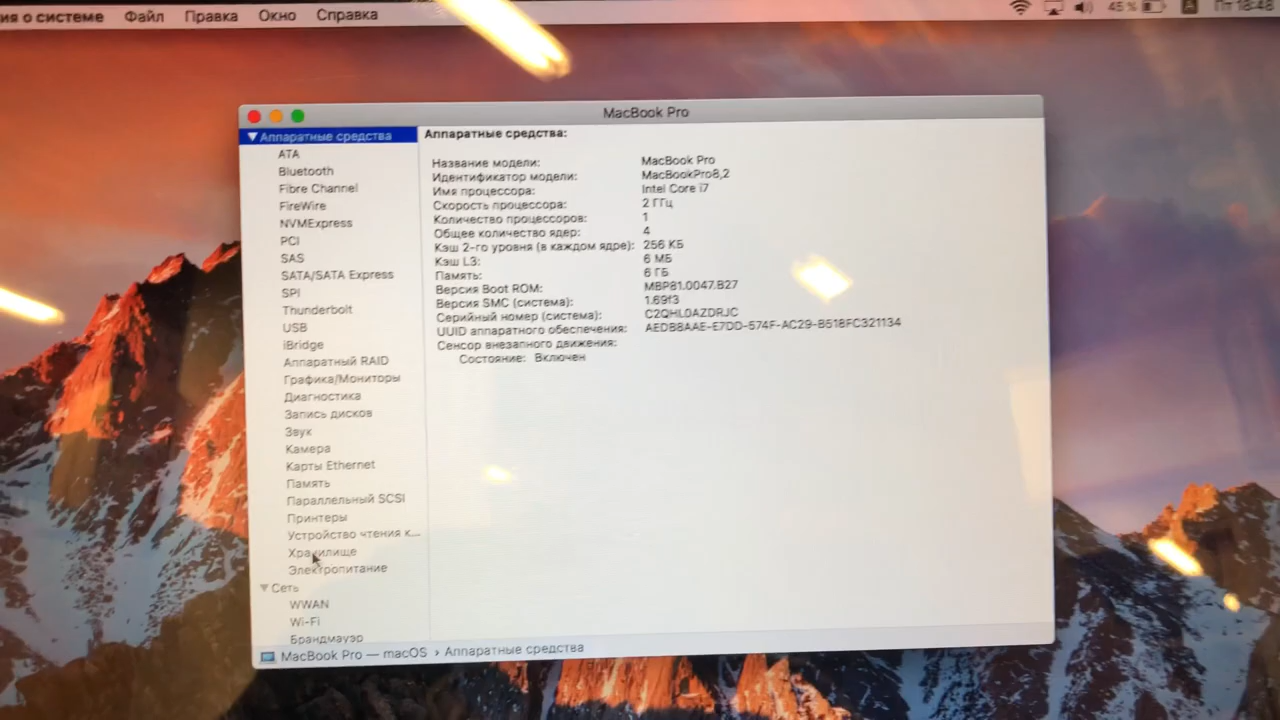 ия о системе Файл Правка Окно Справка 45 % Пт 18:48
MacBook Pro
Аппаратные средства
ATA
Bluetooth
Fibre Channel
FireWire
NVMExpress
PCI
SAS
SATA/SATA Express
SPI
Thunderbolt
USB
iBridge
Аппаратный RAID
Графика/Мониторы
Диагностика
Запись дисков
Звук
Камера
Карты Ethernet
Память
Параллельный SCSI
Принтеры
Устройство чтения к...
Хранилище
Электропитание
Сеть
WWAN
Wi-Fi
Брандмауэр
Аппаратные средства:
Название модели: MacBook Pro
Идентификатор модели: MacBookPro8,2
Имя процессора: Intel Core i7
Скорость процессора: 2 ГГц
Количество процессоров: 1
Общее количество ядер: 4
Кэш 2-го уровня (в каждом ядре): 256 КБ
Кэш L3: 6 МБ
Память: 6 ГБ
Версия Boot ROM: MBP81.0047.B27
Версия SMC (система): 1.69f3
Серийный номер (система): C2QHL0AZDRJC
UUID аппаратного обеспечения: AEDB8AAE-E7DD-574F-AC29-B518FC321134
Сенсор внезапного движения:
Состояние: Включен
MacBook Pro — macOS › Аппаратные средства